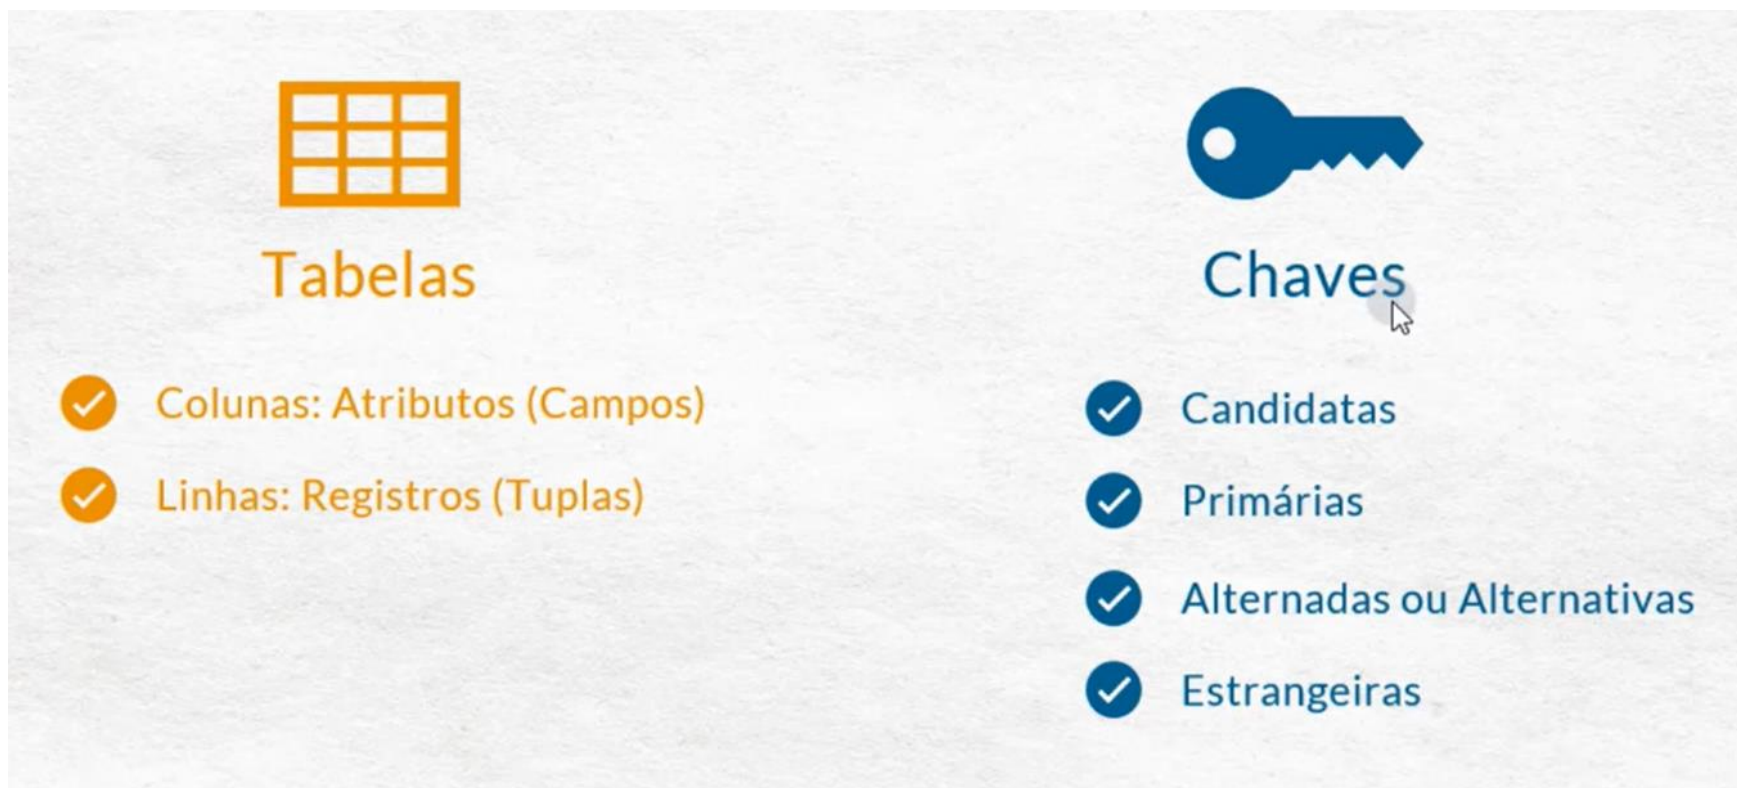 Tabelas
Colunas: Atributos (Campos)
Linhas: Registros (Tuplas)
Chaves
Candidatas
Primárias
Alternadas ou Alternativas
Estrangeiras